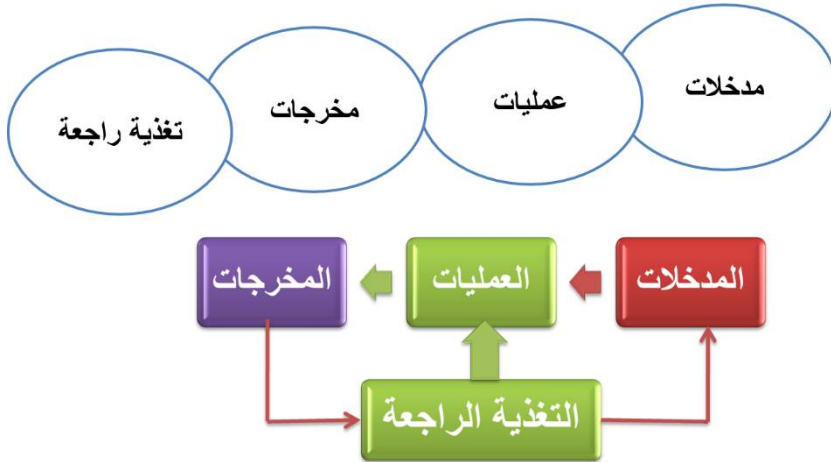 مدخلات
عمليات
مخرجات
تغذية راجعة
المدخلات
العمليات
المخرجات
التغذية الراجعة